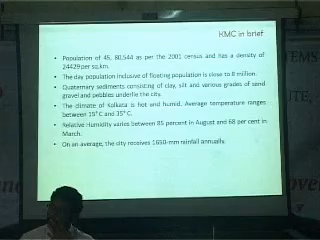 KMC in brief
• Population of 45, 80,544 as per the 2001 census and has a density of
24429 per sq.km.
• The day population inclusive of floating population is close to 8 million.
• Quaternary sediments consisting of clay, silt and various grades of sand
gravel and pebbles underlie the city.
• The climate of Kolkata is hot and humid. Average temperature ranges
between 19° C and 35° C.
• Relative Humidity varies between 85 percent in August and 68 per cent in
March.
• On an average, the city receives 1650-mm rainfall annually.